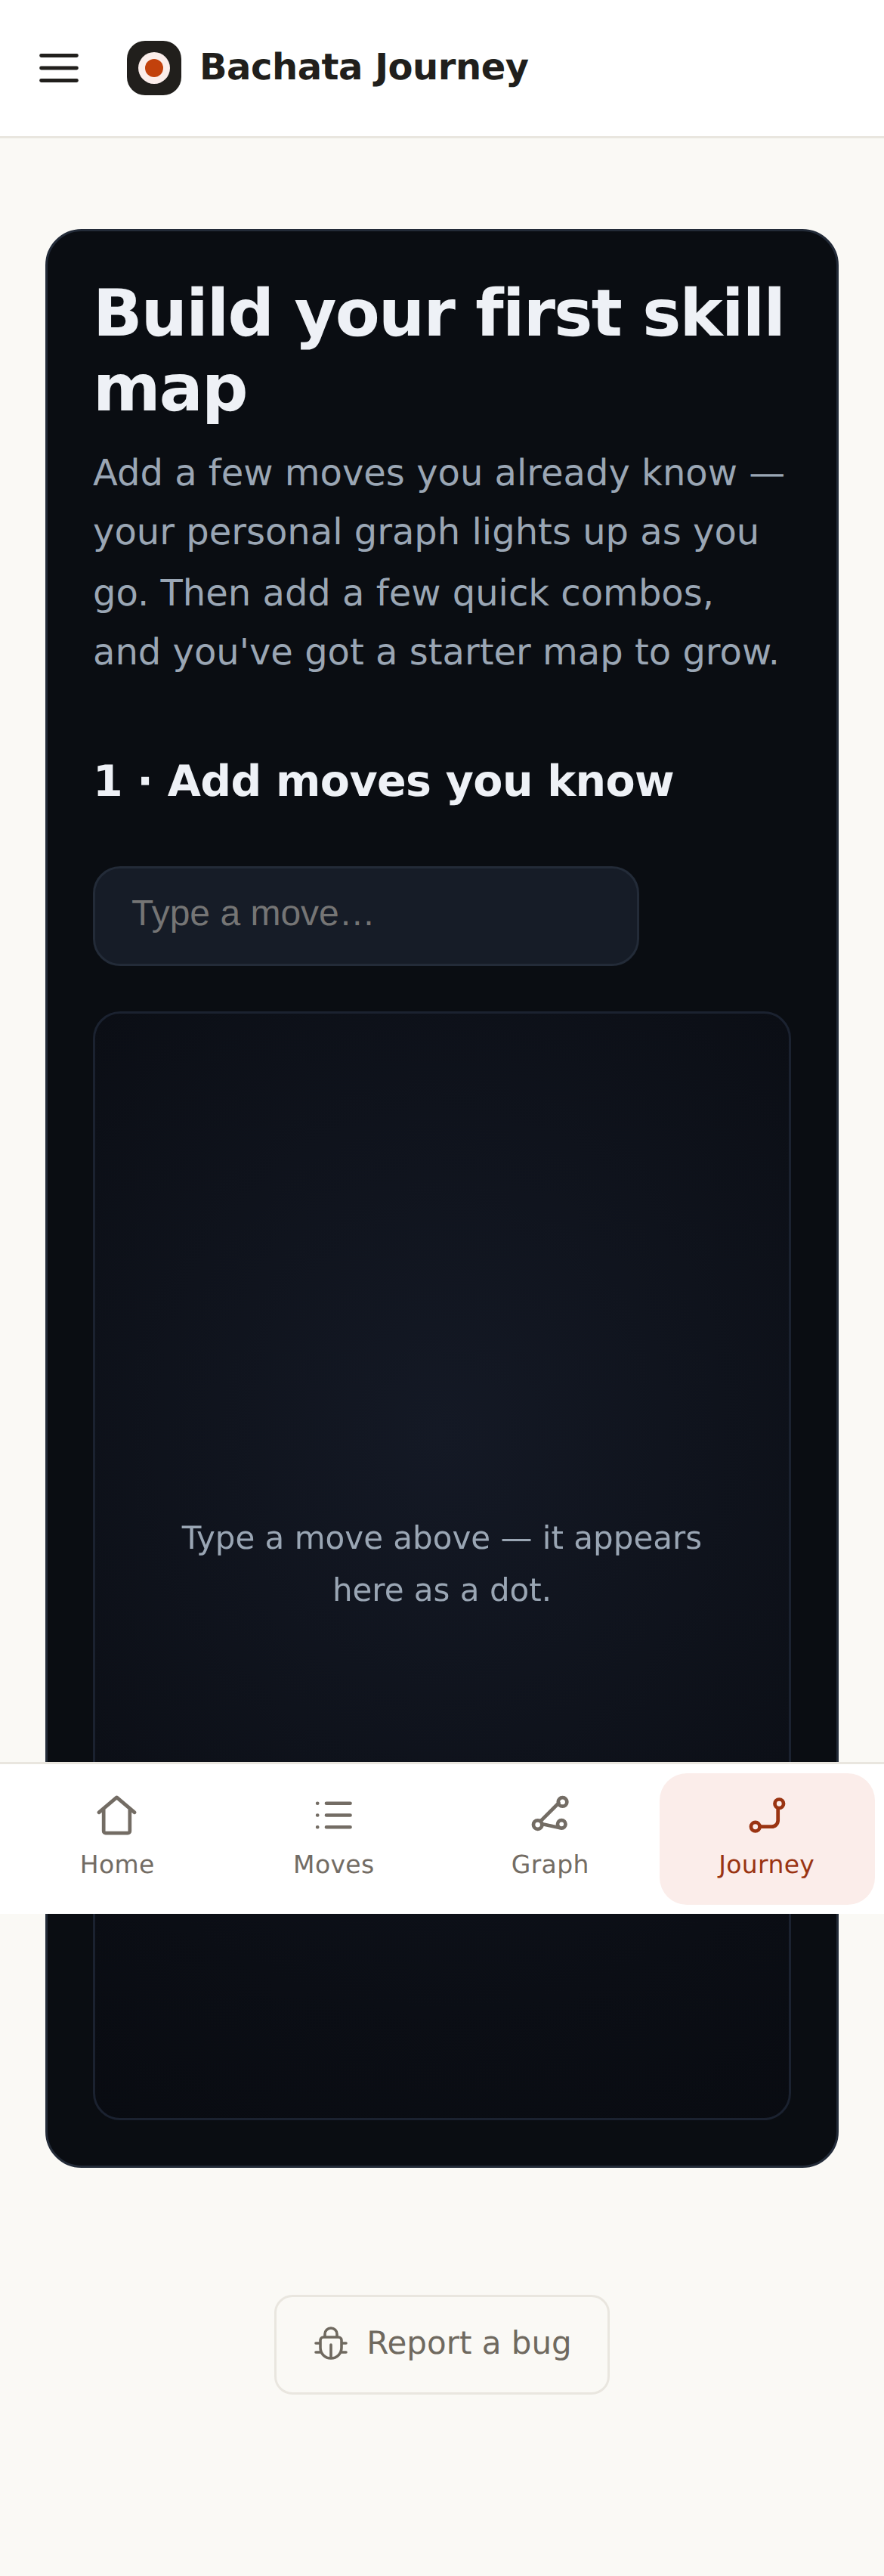 Bachata Journey
Build your first skill
map
Add a few moves you already know —
your personal graph lights up as you
go. Then add a few quick combos,
and you've got a starter map to grow.
1 · Add moves you know
Type a move…
Type a move above — it appears
here as a dot.
Home
Moves
Graph
Journey
Report a bug